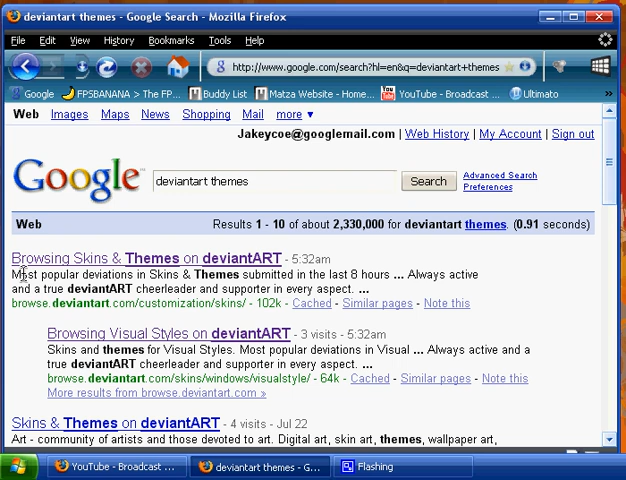 deviantart themes - Google Search - Mozilla Firefox
File Edit View History Bookmarks Tools Help
http://www.google.com/search?hl=en&q=deviantart+themes
Google FPSBANANA > The FP... Buddy List Matza Website - Home... YouTube - Broadcast ... Ultimato »
Web Images Maps News Shopping Mail more ▼
Jakeycoe@googlemail.com | Web History | My Account | Sign out
Google deviantart themes Search Advanced Search
Preferences
Web Results 1 - 10 of about 2,330,000 for deviantart themes. (0.91 seconds)
Browsing Skins & Themes on deviantART - 5:32am
Most popular deviations in Skins & Themes submitted in the last 8 hours ... Always active
and a true deviantART cheerleader and supporter in every aspect. ...
browse.deviantart.com/customization/skins/ - 102k - Cached - Similar pages - Note this
Browsing Visual Styles on deviantART - 3 visits - 5:32am
Skins and themes for Visual Styles. Most popular deviations in Visual ... Always active and a
true deviantART cheerleader and supporter in every aspect. ...
browse.deviantart.com/skins/windows/visualstyle/ - 64k - Cached - Similar pages - Note this
More results from browse.deviantart.com »
Skins & Themes on deviantART - 4 visits - Jul 22
Art - community of artists and those devoted to art. Digital art, skin art, themes, wallpaper art,
YouTube - Broadcast ... deviantart themes - G... Flashing